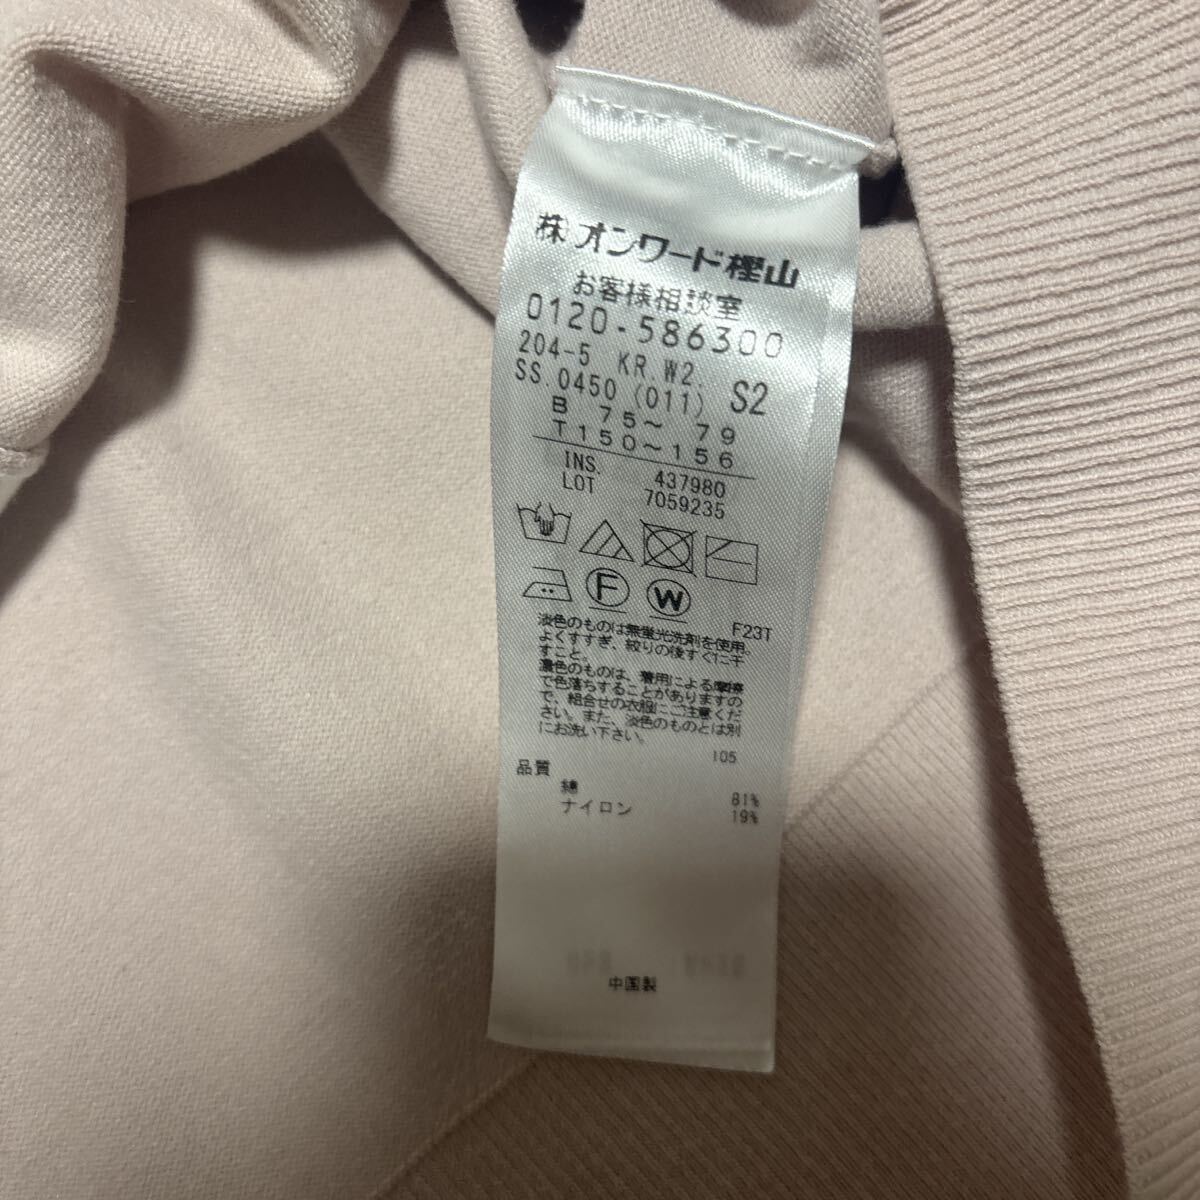 株 オンワード樫山
お客様相談室
0120-586300
204-5 KR.W2.
SS.0450 (011) S2
B 75～79
T150～156
INS. 437980
LOT 7059235
F
W
F23T
淡色のものは無蛍光洗剤を使用。
よくすすぎ、絞りの後すぐに干
すこと。
濃色のものは、着用による摩擦
で色落ちすることがありますの
で、組合せの衣服にご注意くだ
さい。また、淡色のものとは別
にお洗い下さい。
105
品質
綿 81%
ナイロン 19%
中国製